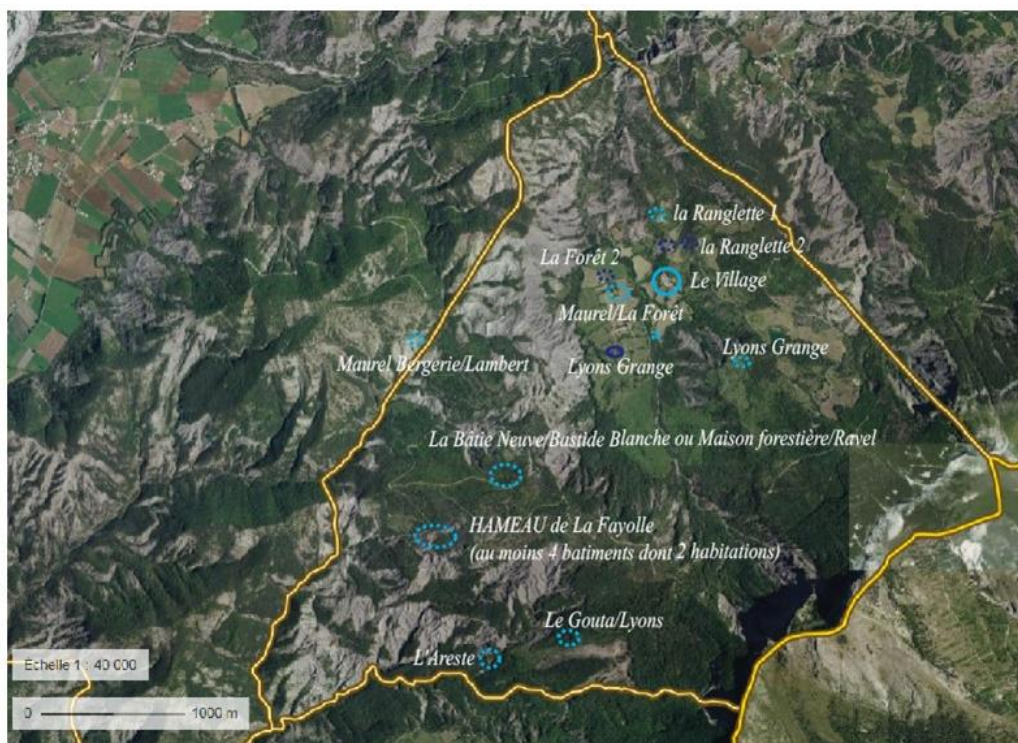 la Ranglette 1
la Ranglette 2
La Forêt 2
Le Village
Maurel/La Forêt
Maurel Bergerie/Lambert
Lyons Grange
Lyons Grange
La Bâtie Neuve/Bastide Blanche ou Maison forestière/Ravel
HAMEAU de La Fayolle
(au moins 4 batiments dont 2 habitations)
Le Gouta/Lyons
L'Areste
Échelle 1 : 40 000
0 1000 m